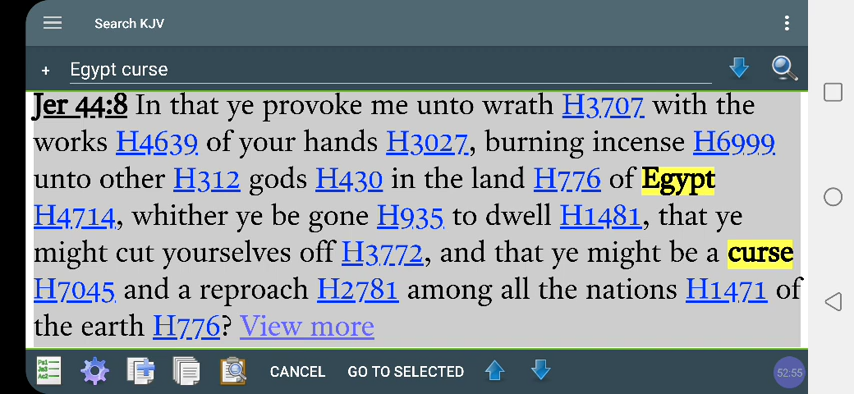 Search KJV
+ Egypt curse
Jer 44:8 In that ye provoke me unto wrath H3707 with the
works H4639 of your hands H3027, burning incense H6999
unto other H312 gods H430 in the land H776 of Egypt
H4714, whither ye be gone H935 to dwell H1481, that ye
might cut yourselves off H3772, and that ye might be a curse
H7045 and a reproach H2781 among all the nations H1471 of
the earth H776? View more
CANCEL GO TO SELECTED 52:55